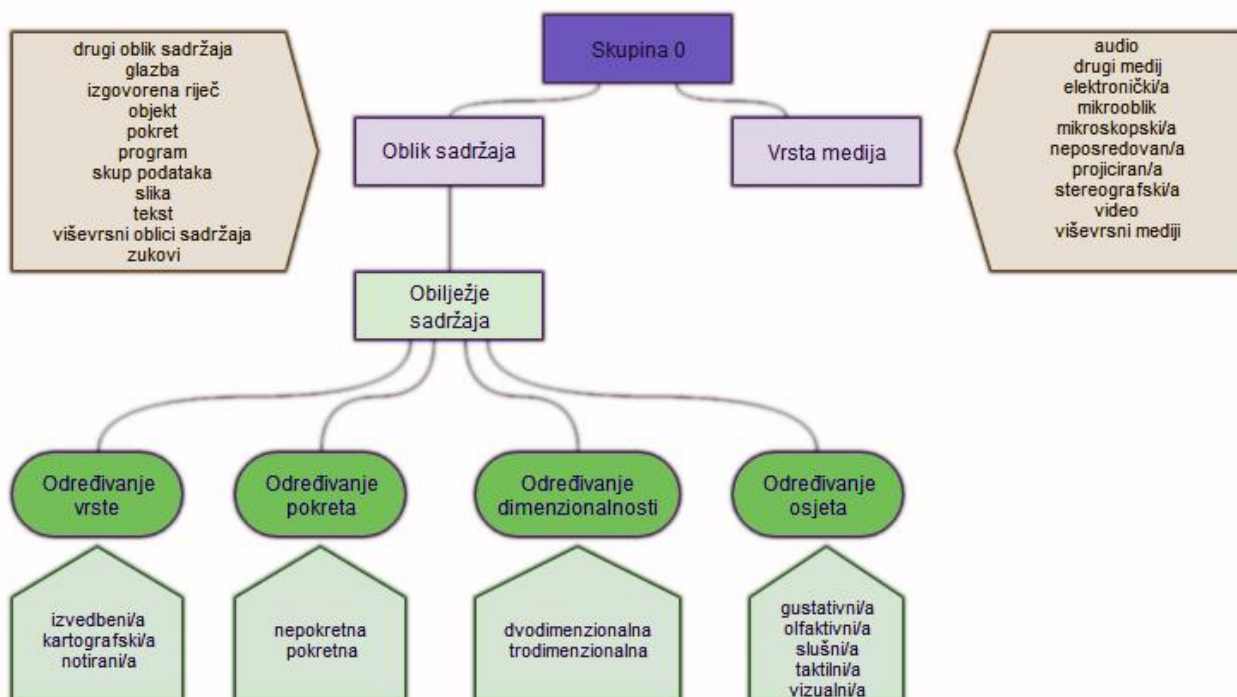 Skupina 0
drugi oblik sadržaja
glazba
izgovorena riječ
objekt
pokret
program
skup podataka
slika
tekst
viševrsni oblici sadržaja
zukovi
Oblik sadržaja
Vrsta medija
audio
drugi medij
elektronički/a
mikrooblik
mikroskopski/a
neposredovan/a
projiciran/a
stereografski/a
video
viševrsni mediji
Obilježje
sadržaja
Određivanje
vrste
Određivanje
pokreta
Određivanje
dimenzionalnosti
Određivanje
osjeta
izvedbeni/a
kartografski/a
notirani/a
nepokretna
pokretna
dvodimenzionalna
trodimenzionalna
gustativni/a
olfaktivni/a
slušni/a
taktilni/a
vizualni/a